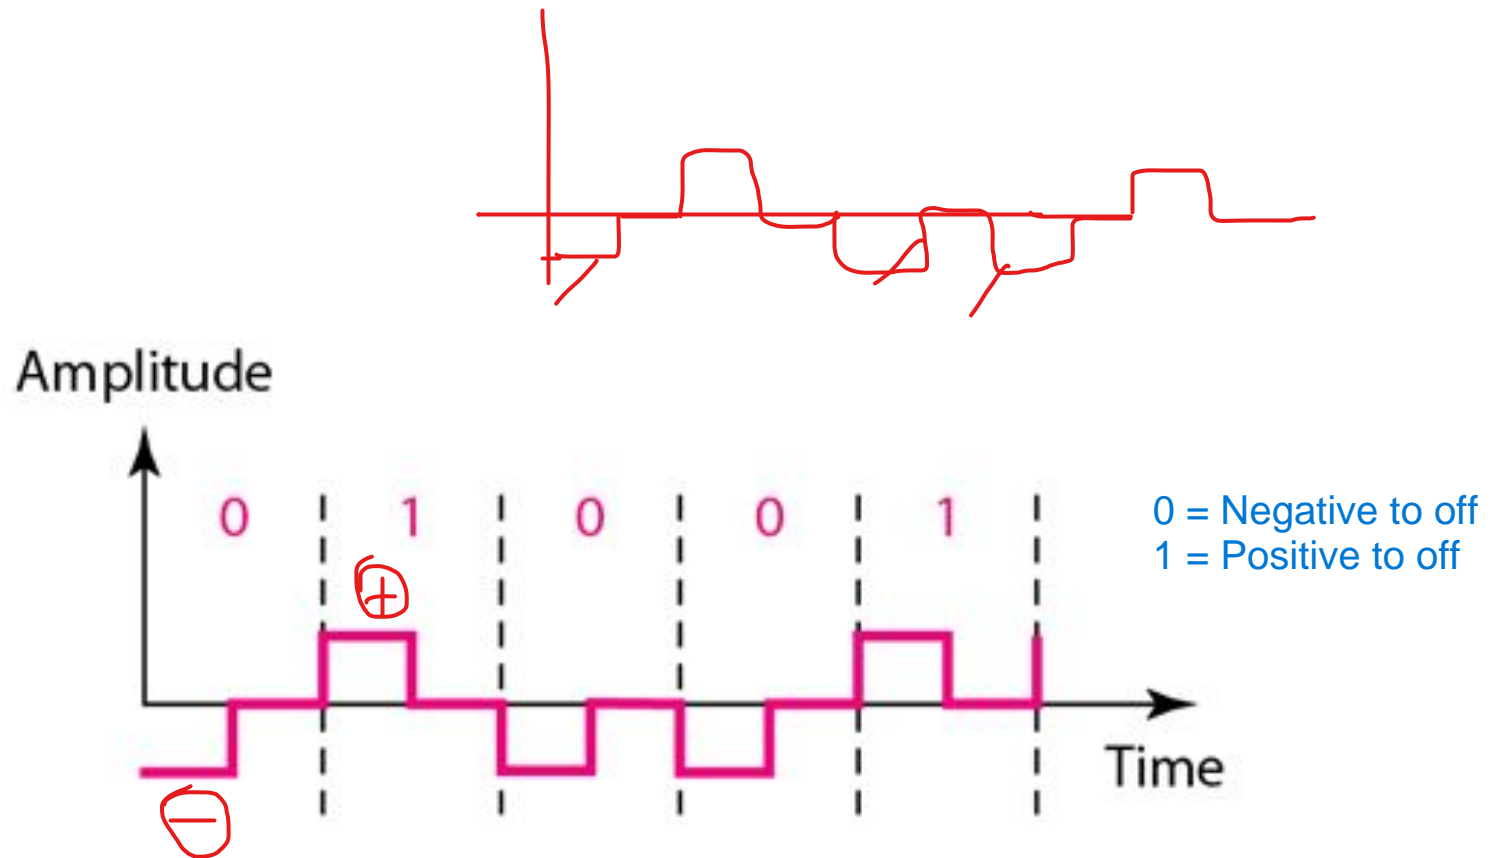 Amplitude
0 1 0 0 1
0 = Negative to off
1 = Positive to off
+
Time
−